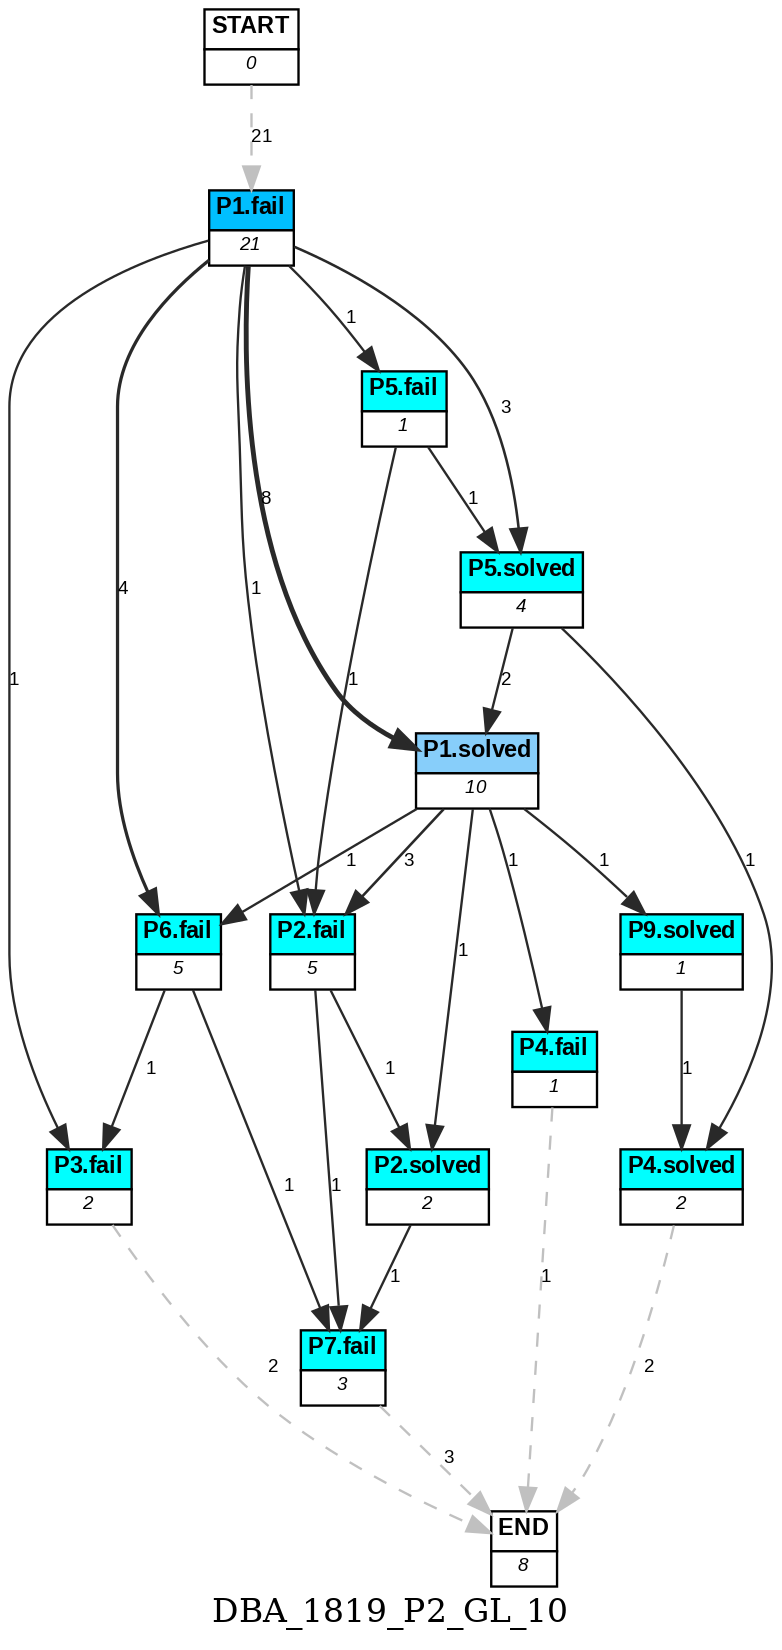 START
0
21
P1.fail
21
1
P5.fail
1
3
8
4
1
1
1
1
P5.solved
4
2
1
P1.solved
10
1
3
1
1
1
P6.fail
5
P2.fail
5
P9.solved
1
P4.fail
1
1
1
1
P3.fail
2
P2.solved
2
P4.solved
2
1
1
1
1
P7.fail
3
2
2
3
END
8
DBA_1819_P2_GL_10